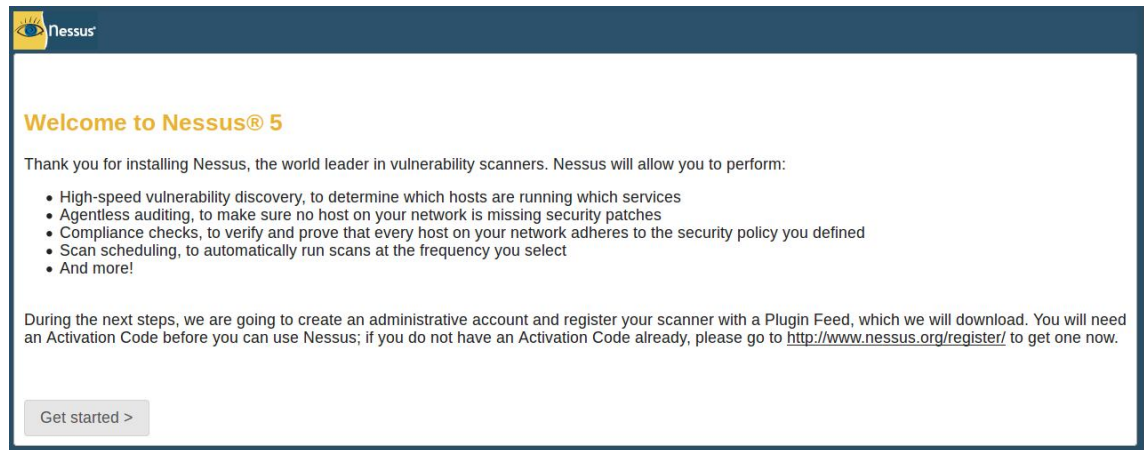 Nessus®
Welcome to Nessus® 5
Thank you for installing Nessus, the world leader in vulnerability scanners. Nessus will allow you to perform:
• High-speed vulnerability discovery, to determine which hosts are running which services
• Agentless auditing, to make sure no host on your network is missing security patches
• Compliance checks, to verify and prove that every host on your network adheres to the security policy you defined
• Scan scheduling, to automatically run scans at the frequency you select
• And more!
During the next steps, we are going to create an administrative account and register your scanner with a Plugin Feed, which we will download. You will need
an Activation Code before you can use Nessus; if you do not have an Activation Code already, please go to http://www.nessus.org/register/ to get one now.
Get started >